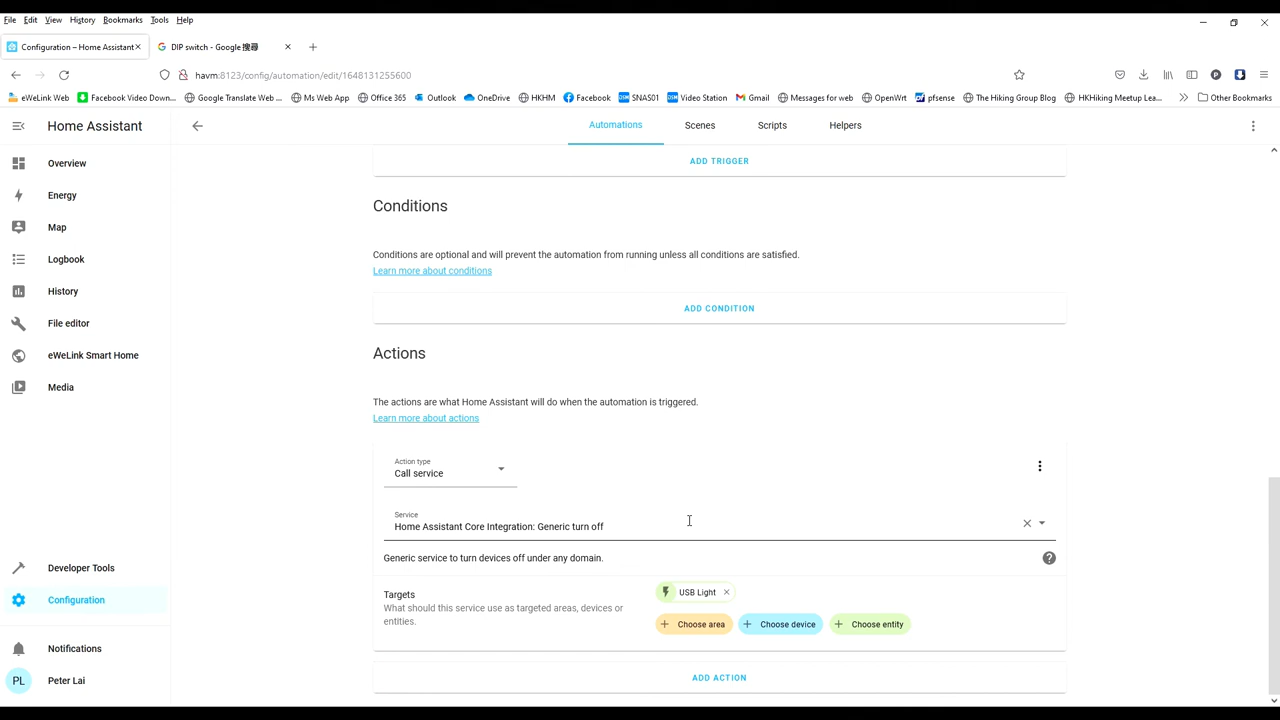 File Edit View History Bookmarks Tools Help
Configuration – Home Assistant
DIP switch - Google 搜尋
havm:8123/config/automation/edit/1648131255600
eWeLink Web
Facebook Video Down...
Google Translate Web ...
Ms Web App
Office 365
Outlook
OneDrive
HKHM
Facebook
SNAS01
Video Station
Gmail
Messages for web
OpenWrt
pfsense
The Hiking Group Blog
HKHiking Meetup Lea...
Other Bookmarks
Home Assistant
Automations
Scenes
Scripts
Helpers
Overview
Energy
Map
Logbook
History
File editor
eWeLink Smart Home
Media
Developer Tools
Configuration
Notifications
PL
Peter Lai
ADD TRIGGER
Conditions
Conditions are optional and will prevent the automation from running unless all conditions are satisfied.
Learn more about conditions
ADD CONDITION
Actions
The actions are what Home Assistant will do when the automation is triggered.
Learn more about actions
Action type
Call service
Service
Home Assistant Core Integration: Generic turn off
Generic service to turn devices off under any domain.
Targets
What should this service use as targeted areas, devices or
entities.
USB Light
Choose area
Choose device
Choose entity
ADD ACTION